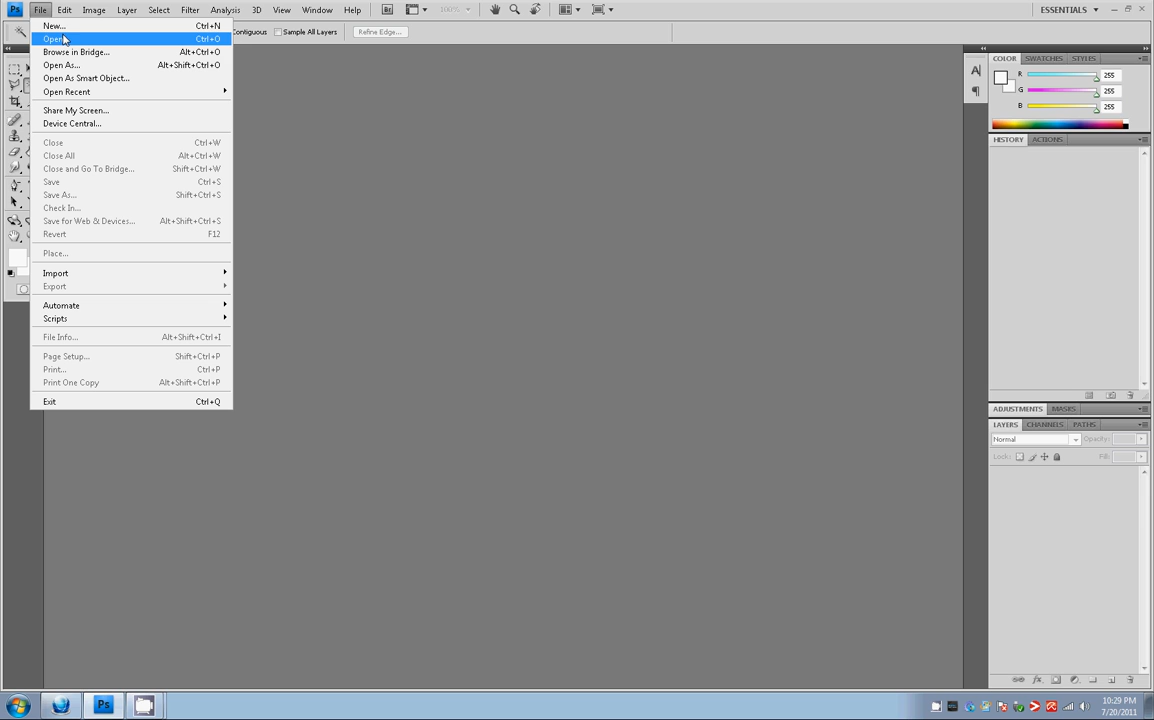 Ps File Edit Image Layer Select Filter Analysis 3D View Window Help Br 100% ESSENTIALS
Contiguous Sample All Layers Refine Edge...
New... Ctrl+N
Open... Ctrl+O
Browse in Bridge... Alt+Ctrl+O
Open As... Alt+Shift+Ctrl+O
Open As Smart Object...
Open Recent
Share My Screen...
Device Central...
Close Ctrl+W
Close All Alt+Ctrl+W
Close and Go To Bridge... Shift+Ctrl+W
Save Ctrl+S
Save As... Shift+Ctrl+S
Check In...
Save for Web & Devices... Alt+Shift+Ctrl+S
Revert F12
Place...
Import
Export
Automate
Scripts
File Info... Alt+Shift+Ctrl+I
Page Setup... Shift+Ctrl+P
Print... Ctrl+P
Print One Copy Alt+Shift+Ctrl+P
Exit Ctrl+Q
A
COLOR SWATCHES STYLES
R 255
G 255
B 255
HISTORY ACTIONS
ADJUSTMENTS MASKS
LAYERS CHANNELS PATHS
Normal Opacity:
Lock: Fill:
Ps
10:29 PM
7/20/2011